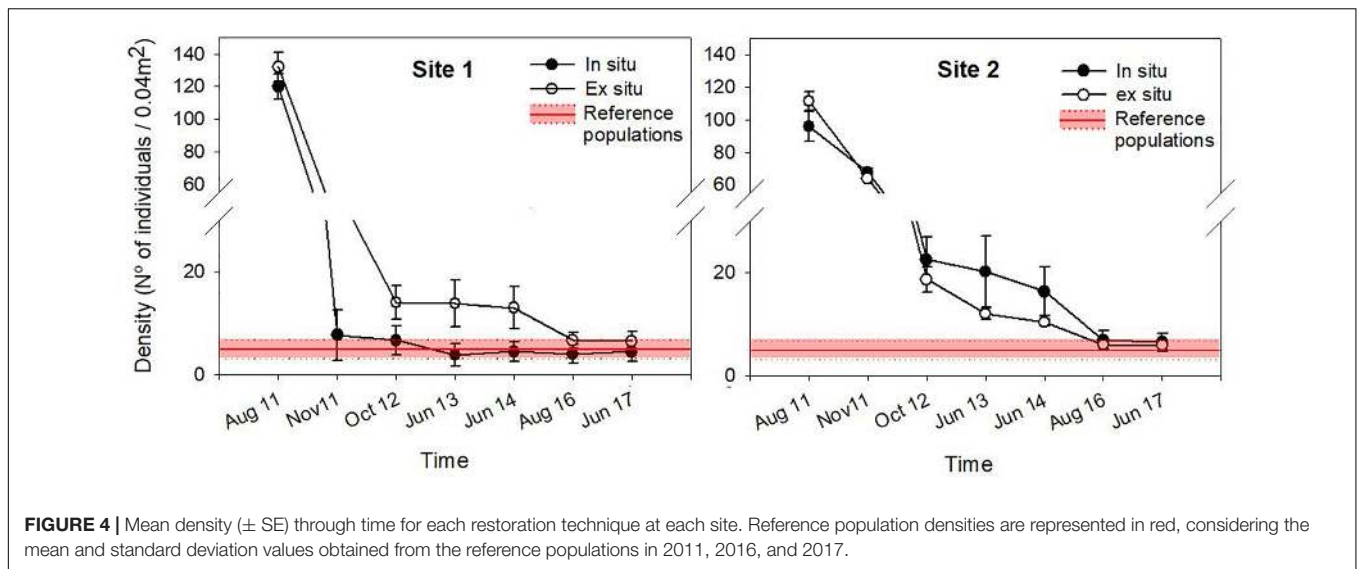 Density (Nº of individuals / 0.04m²)
140
120
100
80
60
20
0
Site 1
In situ
Ex situ
Reference
populations
Aug 11
Nov11
Oct 12
Jun 13
Jun 14
Aug 16
Jun 17
Time
140
120
100
80
60
20
0
Site 2
In situ
ex situ
Reference
populations
Aug 11
Nov11
Oct 12
Jun 13
Jun 14
Aug 16
Jun 17
Time
FIGURE 4 | Mean density (± SE) through time for each restoration technique at each site. Reference population densities are represented in red, considering the
mean and standard deviation values obtained from the reference populations in 2011, 2016, and 2017.